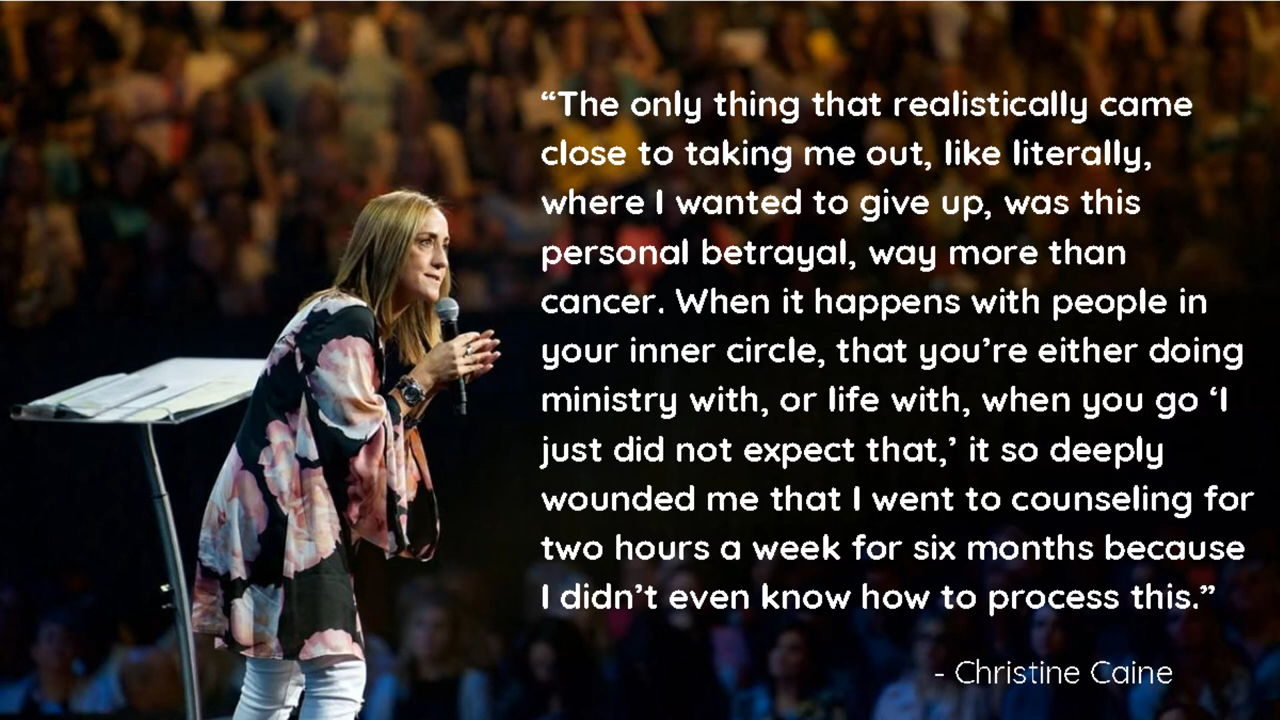 “The only thing that realistically came
close to taking me out, like literally,
where I wanted to give up, was this
personal betrayal, way more than
cancer. When it happens with people in
your inner circle, that you’re either doing
ministry with, or life with, when you go ‘I
just did not expect that,’ it so deeply
wounded me that I went to counseling for
two hours a week for six months because
I didn’t even know how to process this.”
- Christine Caine